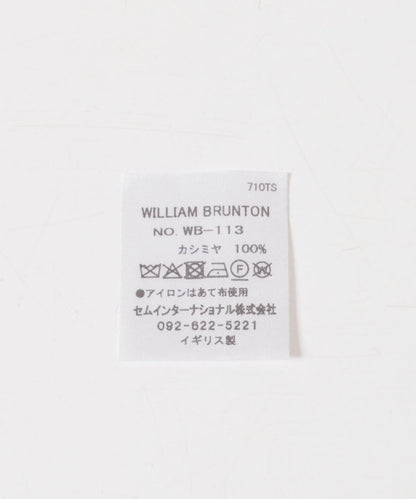 710TS
WILLIAM BRUNTON
NO. WB-113
カシミヤ 100%
●アイロンはあて布使用
セムインターナショナル株式会社
092-622-5221
イギリス製